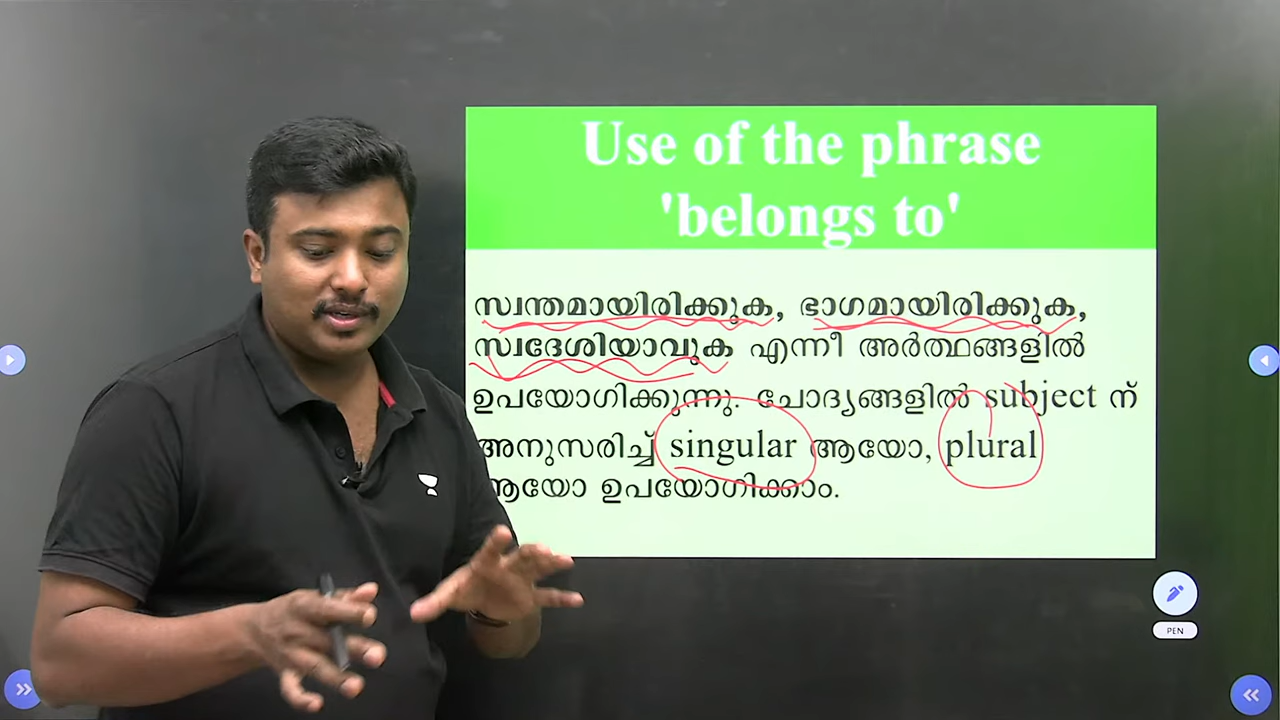 Use of the phrase
'belongs to'
സ്വന്തമായിരിക്കുക, ഭാഗമായിരിക്കുക,
സ്വദേശിയാവുക എന്നീ അർത്ഥങ്ങളിൽ
ഉപയോഗിക്കുന്നു. ചോദ്യങ്ങളിൽ subject ന്
അനുസരിച്ച് singular ആയോ, plural
ആയോ ഉപയോഗിക്കാം.
PEN